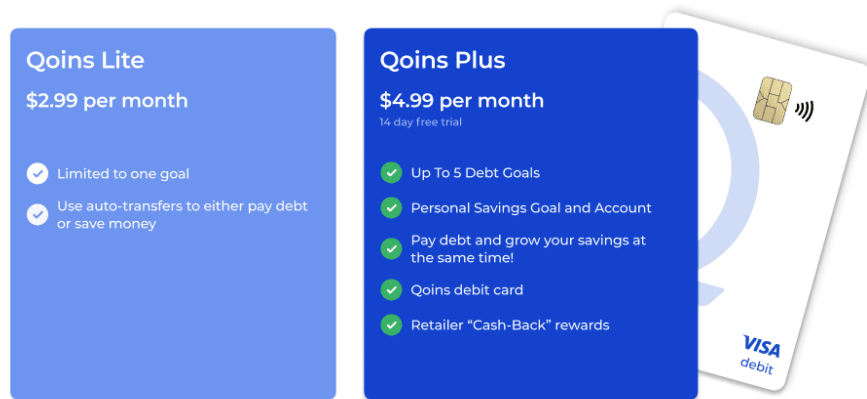 Qoins Lite
$2.99 per month
Limited to one goal
Use auto-transfers to either pay debt
or save money
Qoins Plus
$4.99 per month
14 day free trial
Up To 5 Debt Goals
Personal Savings Goal and Account
Pay debt and grow your savings at
the same time!
Qoins debit card
Retailer “Cash-Back” rewards
VISA
debit